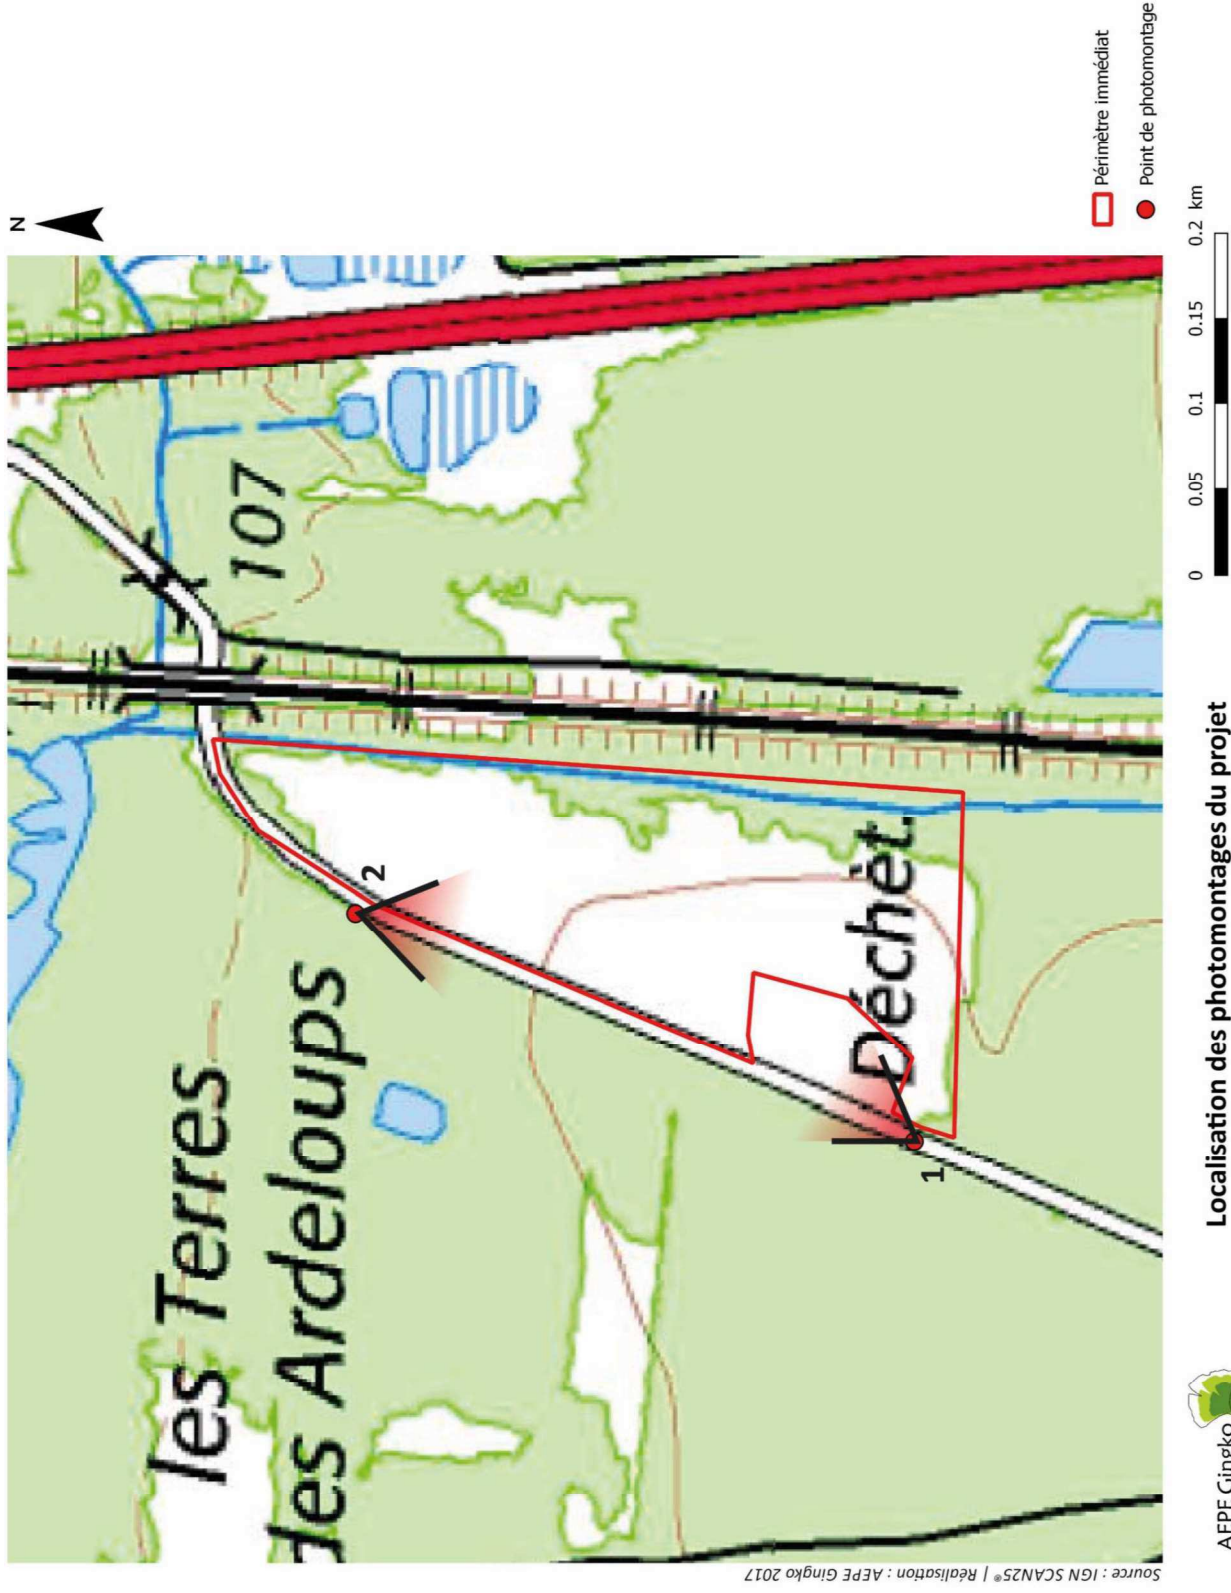 N
les Terres
des Ardeloups
107
Déchèt.
2
1
Périmètre immédiat
Point de photomontage
0 0.05 0.1 0.15 0.2 km
Source : IGN SCAN25® | Réalisation : AEPE Gingko 2017
Localisation des photomontages du projet
AEPE Gingko